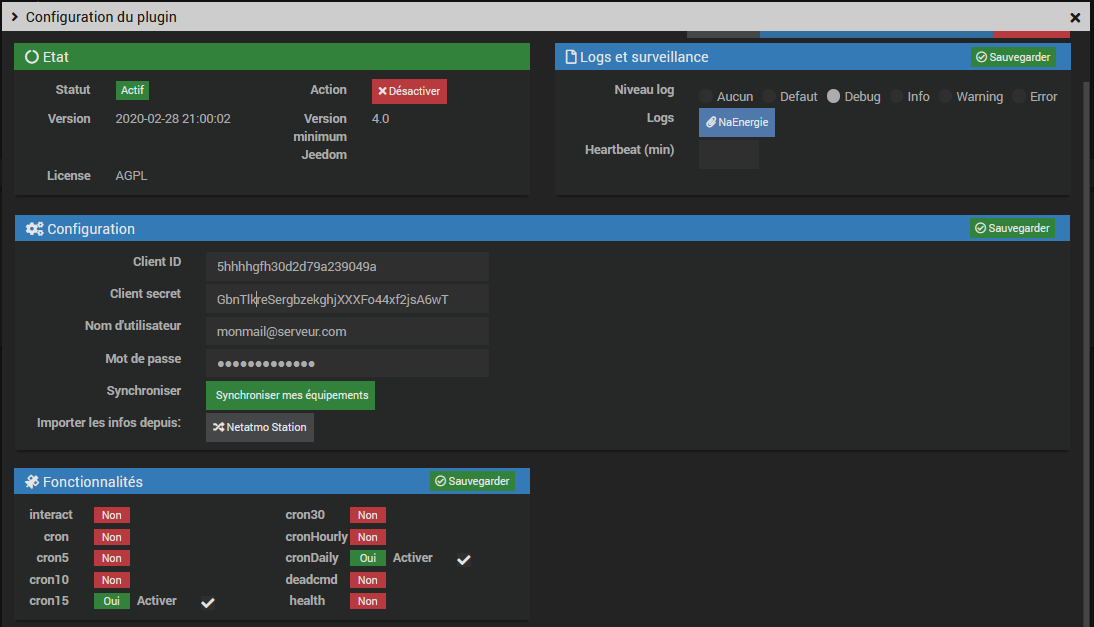 Configuration du plugin
Etat
Statut Actif Action Désactiver
Version 2020-02-28 21:00:02 Version minimum Jeedom 4.0
License AGPL
Logs et surveillance Sauvegarder
Niveau log Aucun Defaut Debug Info Warning Error
Logs NaEnergie
Heartbeat (min)
Configuration Sauvegarder
Client ID 5hhhhgfh30d2d79a239049a
Client secret GbnTlkreSergbzekghjXXXFo44xf2jsA6wT
Nom d'utilisateur monmail@serveur.com
Mot de passe •••••••••••••
Synchroniser Synchroniser mes équipements
Importer les infos depuis: Netatmo Station
Fonctionnalités Sauvegarder
interact Non cron30 Non
cron Non cronHourly Non
cron5 Non cronDaily Oui Activer
cron10 Non deadcmd Non
cron15 Oui Activer health Non